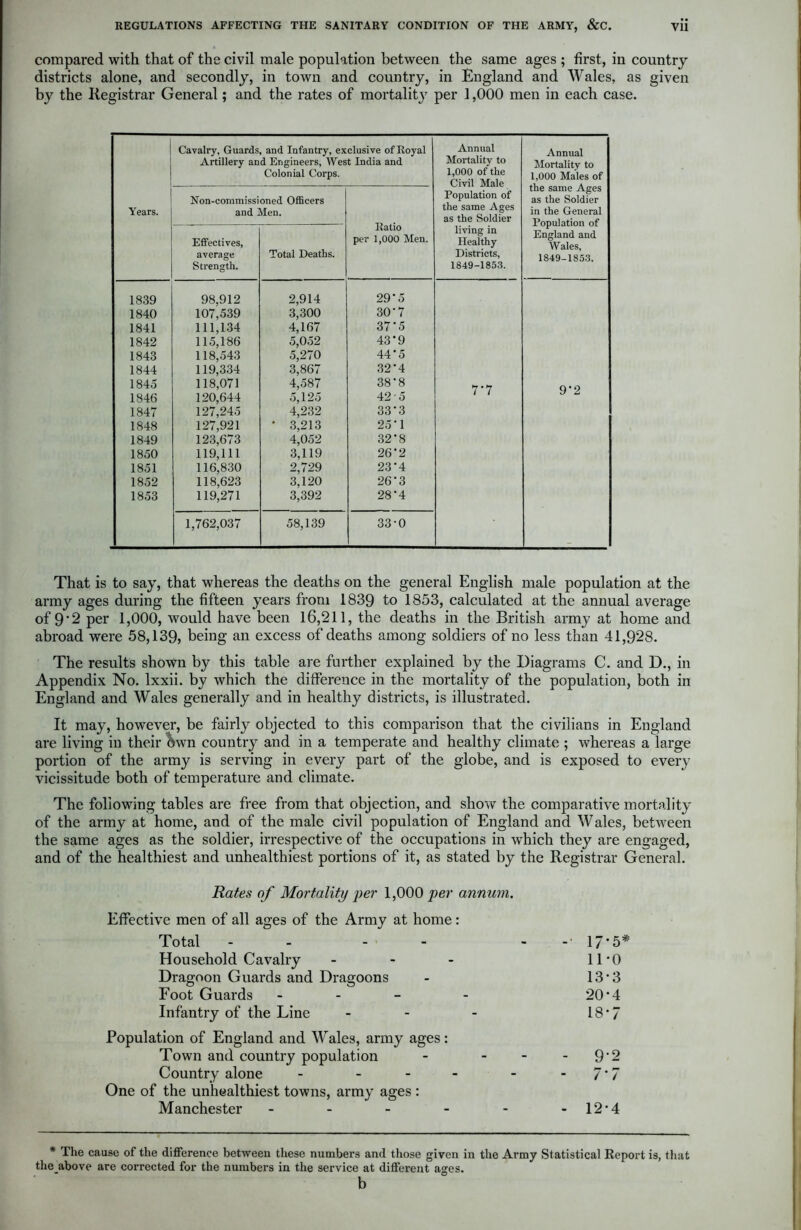 REGULATIONS AFFECTING THE SANITARY CONDITION OF THE ARMY, &c. vii
compared with that of the civil male population between the same ages ; first, in country
districts alone, and secondly, in town and country, in England and Wales, as given
by the Registrar General ; and the rates of mortality per 1,000 men in each case.
Years. | Cavalry, Guards, and Infantry, exclusive of Royal Artillery and Engineers, West India and Colonial Corps. | Annual Mortality to 1,000 of the Civil Male Population of the same Ages as the Soldier living in Healthy Districts, 1849-1853. | Annual Mortality to 1,000 Males of the same Ages as the Soldier in the General Population of England and Wales, 1849-1853.
Non-commissioned Officers and Men. | Ratio per 1,000 Men.
Effectives, average Strength. | Total Deaths.
1839 98,912 2,914 29·5
1840 107,539 3,300 30·7
1841 111,134 4,167 37·5
1842 115,186 5,052 43·9
1843 118,543 5,270 44·5
1844 119,334 3,867 32·4
1845 118,071 4,587 38·8
7·7 9·2
1846 120,644 5,125 42·5
1847 127,245 4,232 33·3
1848 127,921 3,213 25·1
1849 123,673 4,052 32·8
1850 119,111 3,119 26·2
1851 116,830 2,729 23·4
1852 118,623 3,120 26·3
1853 119,271 3,392 28·4
1,762,037 58,139 33·0
That is to say, that whereas the deaths on the general English male population at the
army ages during the fifteen years from 1839 to 1853, calculated at the annual average
of 9·2 per 1,000, would have been 16,211, the deaths in the British army at home and
abroad were 58,139, being an excess of deaths among soldiers of no less than 41,928.
The results shown by this table are further explained by the Diagrams C. and D., in
Appendix No. lxxii. by which the difference in the mortality of the population, both in
England and Wales generally and in healthy districts, is illustrated.
It may, however, be fairly objected to this comparison that the civilians in England
are living in their own country and in a temperate and healthy climate ; whereas a large
portion of the army is serving in every part of the globe, and is exposed to every
vicissitude both of temperature and climate.
The following tables are free from that objection, and show the comparative mortality
of the army at home, and of the male civil population of England and Wales, between
the same ages as the soldier, irrespective of the occupations in which they are engaged,
and of the healthiest and unhealthiest portions of it, as stated by the Registrar General.
Rates of Mortality per 1,000 per annum.
Effective men of all ages of the Army at home :
Total - - - - - - 17·5*
Household Cavalry - - - 11·0
Dragoon Guards and Dragoons - 13·3
Foot Guards - - - - 20·4
Infantry of the Line - - - 18·7
Population of England and Wales, army ages :
Town and country population - - - - 9·2
Country alone - - - - - - 7·7
One of the unhealthiest towns, army ages :
Manchester - - - - - - 12·4
* The cause of the difference between these numbers and those given in the Army Statistical Report is, that
the above are corrected for the numbers in the service at different ages.
b